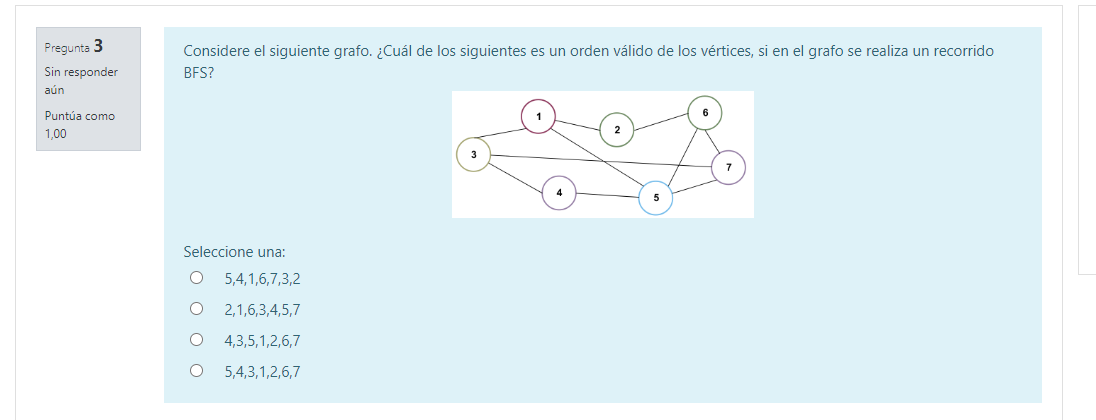 Pregunta 3
Sin responder
aún
Puntúa como
1,00
Considere el siguiente grafo. ¿Cuál de los siguientes es un orden válido de los vértices, si en el grafo se realiza un recorrido
BFS?
1
2
6
3
7
4
5
Seleccione una:
5,4,1,6,7,3,2
2,1,6,3,4,5,7
4,3,5,1,2,6,7
5,4,3,1,2,6,7